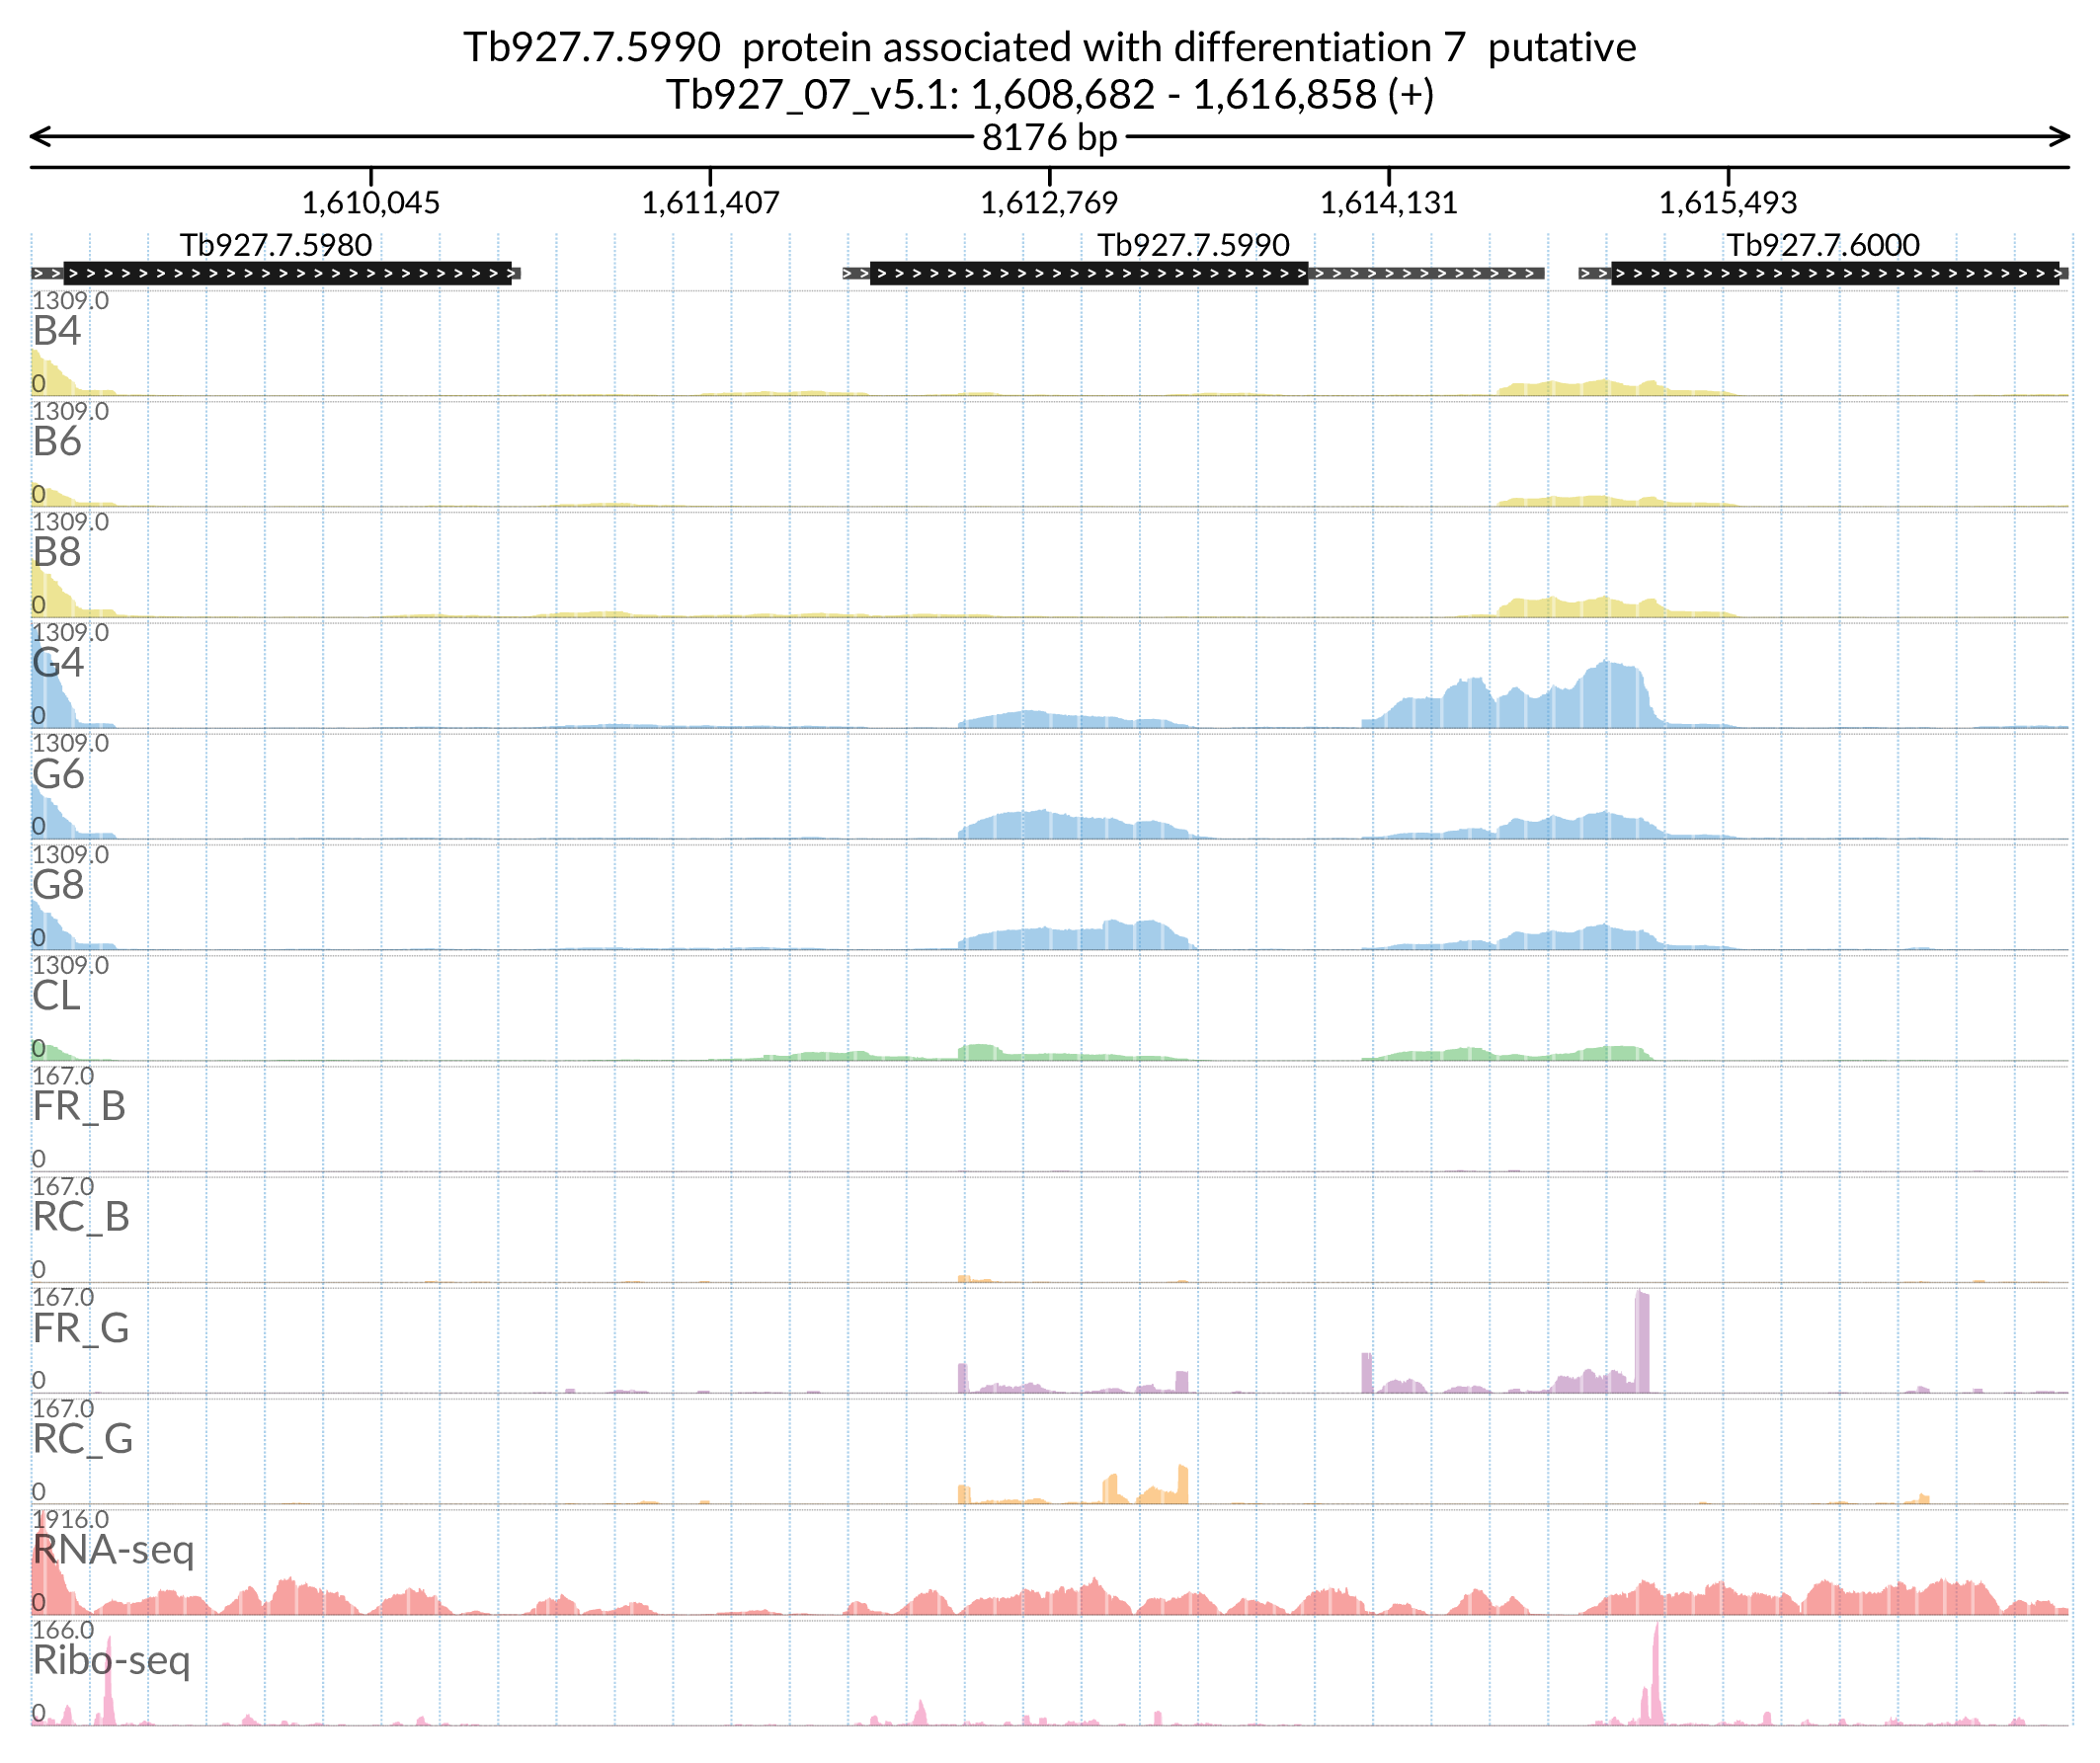 Tb927.7.5990 protein associated with differentiation 7 putative
Tb927_07_v5.1: 1,608,682 - 1,616,858 (+)
8176 bp
1,610,045 1,611,407 1,612,769 1,614,131 1,615,493
Tb927.7.5980 Tb927.7.5990 Tb927.7.6000
1309.0
B4
0
1309.0
B6
0
1309.0
B8
0
1309.0
G4
0
1309.0
G6
0
1309.0
G8
0
1309.0
CL
0
167.0
FR_B
0
167.0
RC_B
0
167.0
FR_G
0
167.0
RC_G
0
1916.0
RNA-seq
0
166.0
Ribo-seq
0